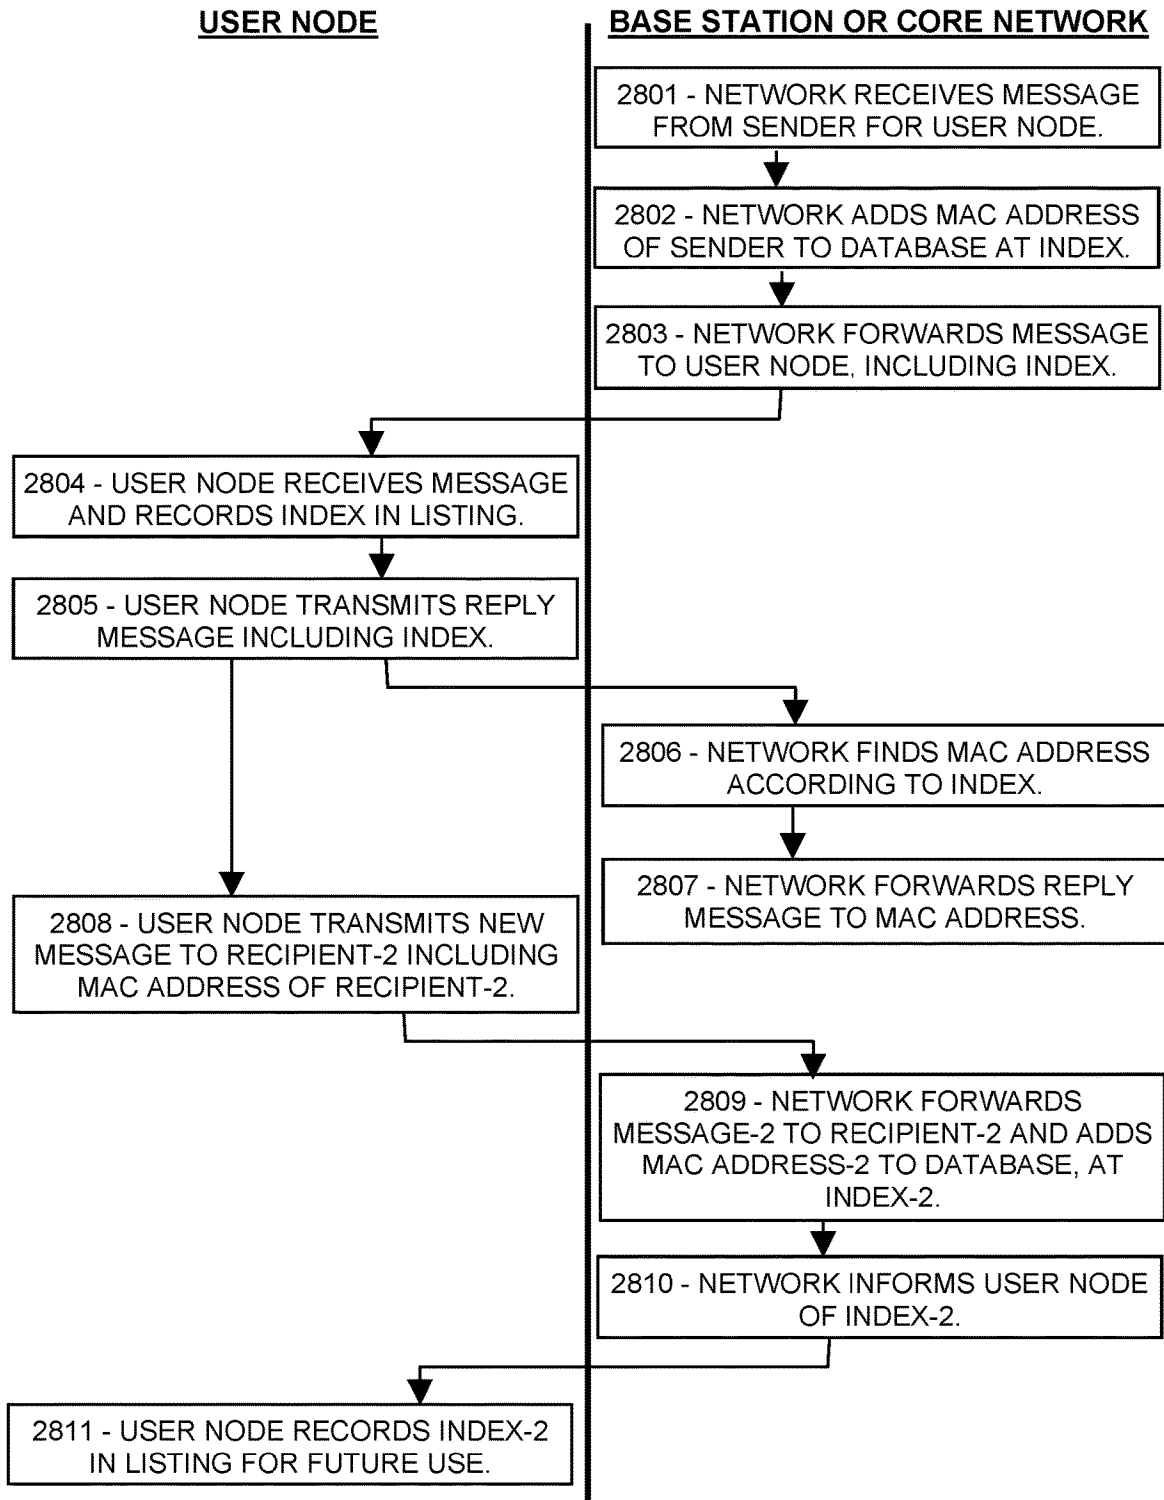 USER NODE
BASE STATION OR CORE NETWORK
2801 - NETWORK RECEIVES MESSAGE
FROM SENDER FOR USER NODE.
2802 - NETWORK ADDS MAC ADDRESS
OF SENDER TO DATABASE AT INDEX.
2803 - NETWORK FORWARDS MESSAGE
TO USER NODE, INCLUDING INDEX.
2804 - USER NODE RECEIVES MESSAGE
AND RECORDS INDEX IN LISTING.
2805 - USER NODE TRANSMITS REPLY
MESSAGE INCLUDING INDEX.
2806 - NETWORK FINDS MAC ADDRESS
ACCORDING TO INDEX.
2807 - NETWORK FORWARDS REPLY
MESSAGE TO MAC ADDRESS.
2808 - USER NODE TRANSMITS NEW
MESSAGE TO RECIPIENT-2 INCLUDING
MAC ADDRESS OF RECIPIENT-2.
2809 - NETWORK FORWARDS
MESSAGE-2 TO RECIPIENT-2 AND ADDS
MAC ADDRESS-2 TO DATABASE, AT
INDEX-2.
2810 - NETWORK INFORMS USER NODE
OF INDEX-2.
2811 - USER NODE RECORDS INDEX-2
IN LISTING FOR FUTURE USE.